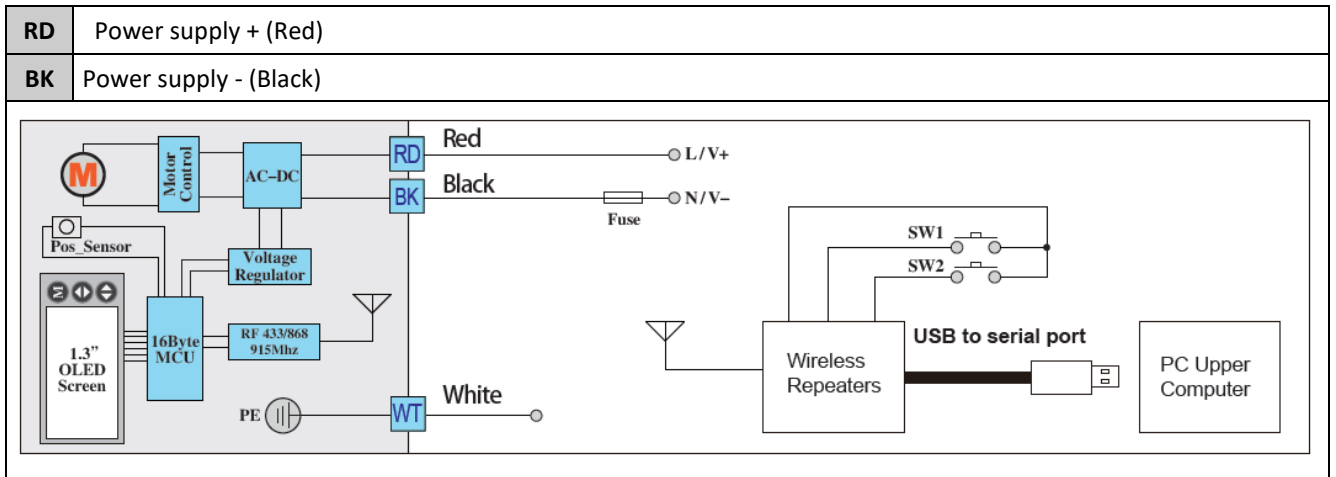 RD Power supply + (Red)
BK Power supply - (Black)
M
Motor
Control
AC-DC
RD
Red
L/V+
BK
Black
N/V-
Fuse
Pos_Sensor
Voltage
Regulator
M
1.3"
OLED
Screen
16Byte
MCU
RF 433/868
915Mhz
PE
WT
White
SW1
SW2
Wireless
Repeaters
USB to serial port
PC Upper
Computer